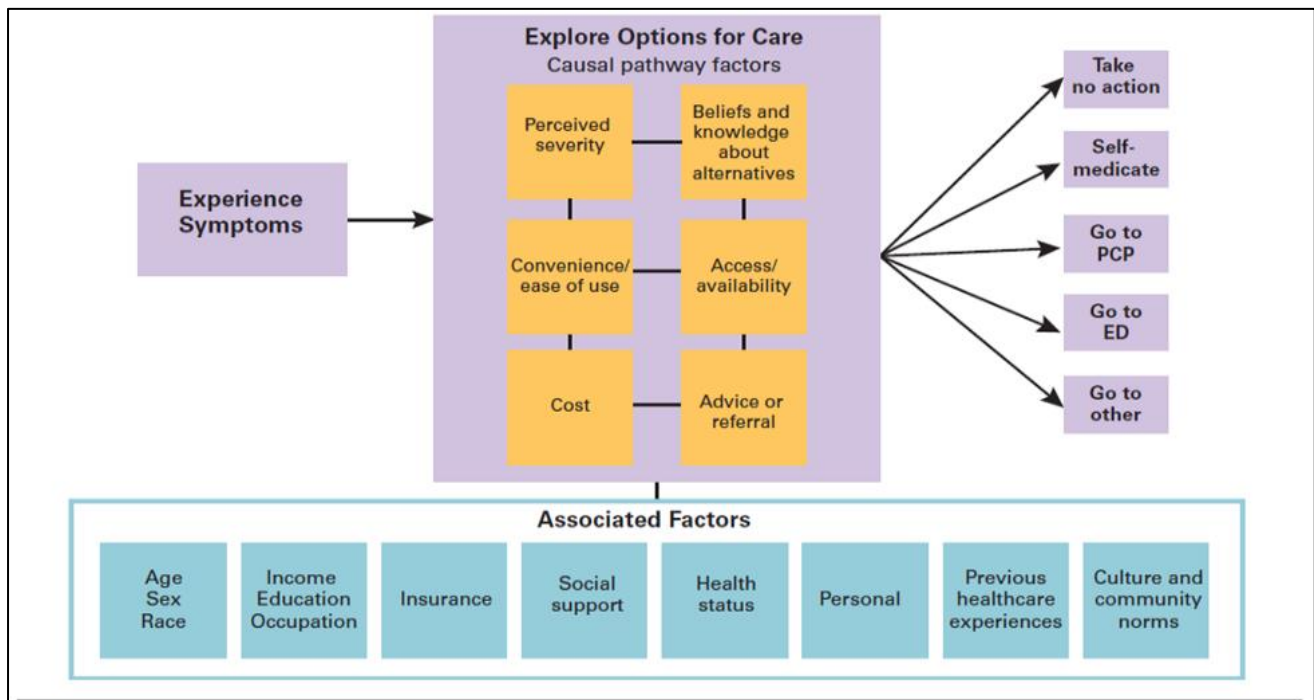 Explore Options for Care
Causal pathway factors
Experience
Symptoms
Perceived
severity
Beliefs and
knowledge
about
alternatives
Convenience/
ease of use
Access/
availability
Cost
Advice or
referral
Take
no action
Self-
medicate
Go to
PCP
Go to
ED
Go to
other
Associated Factors
Age
Sex
Race
Income
Education
Occupation
Insurance
Social
support
Health
status
Personal
Previous
healthcare
experiences
Culture and
community
norms